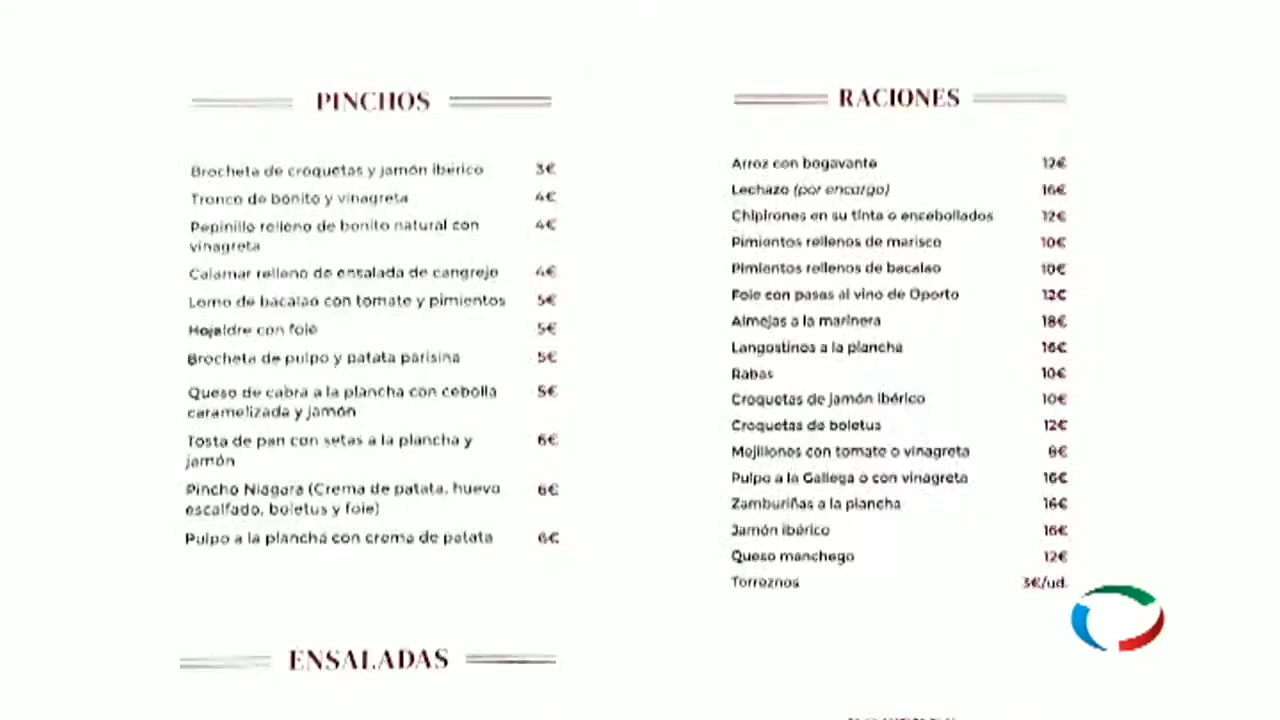 PINCHOS
Brocheta de croquetas y jamón ibérico 3€
Tronco de bonito y vinagreta 4€
Pepinillo relleno de bonito natural con 4€
vinagreta
Calamar relleno de ensalada de cangrejo 4€
Lomo de bacalao con tomate y pimientos 5€
Hojaldre con foie 5€
Brocheta de pulpo y patata parisina 5€
Queso de cabra a la plancha con cebolla 5€
caramelizada y jamón
Tosta de pan con setas a la plancha y 6€
jamón
Pincho Niagara (Crema de patata, huevo 6€
escalfado, boletus y foie)
Pulpo a la plancha con crema de patata 6€
ENSALADAS
RACIONES
Arroz con bogavante 12€
Lechazo (por encargo) 16€
Chipirones en su tinta o encebollados 12€
Pimientos rellenos de marisco 10€
Pimientos rellenos de bacalao 10€
Foie con pasas al vino de Oporto 12€
Almejas a la marinera 18€
Langostinos a la plancha 16€
Rabas 10€
Croquetas de jamón ibérico 10€
Croquetas de boletus 12€
Mejillones con tomate o vinagreta
Pulpo a la Gallega o con vinagreta 16€
Zamburiñas a la plancha 16€
Jamón ibérico 16€
Queso manchego 12€
Torreznos 3€/ud.